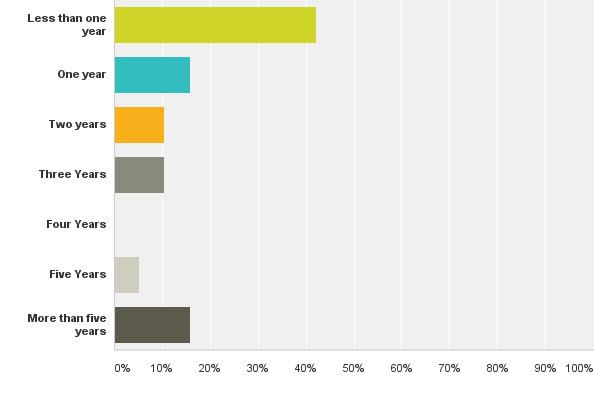 Less than one
year
One year
Two years
Three Years
Four Years
Five Years
More than five
years
0% 10% 20% 30% 40% 50% 60% 70% 80% 90% 100%